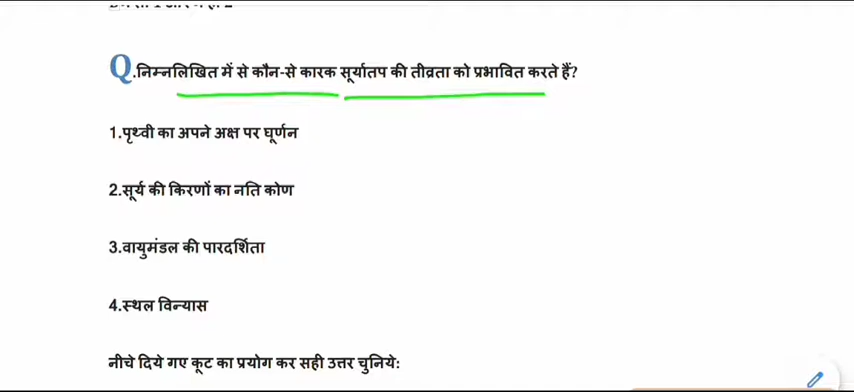 Q.निम्नलिखित में से कौन-से कारक सूर्यातप की तीव्रता को प्रभावित करते हैं?
1.पृथ्वी का अपने अक्ष पर घूर्णन
2.सूर्य की किरणों का नति कोण
3.वायुमंडल की पारदर्शिता
4.स्थल विन्यास
नीचे दिये गए कूट का प्रयोग कर सही उत्तर चुनिये: